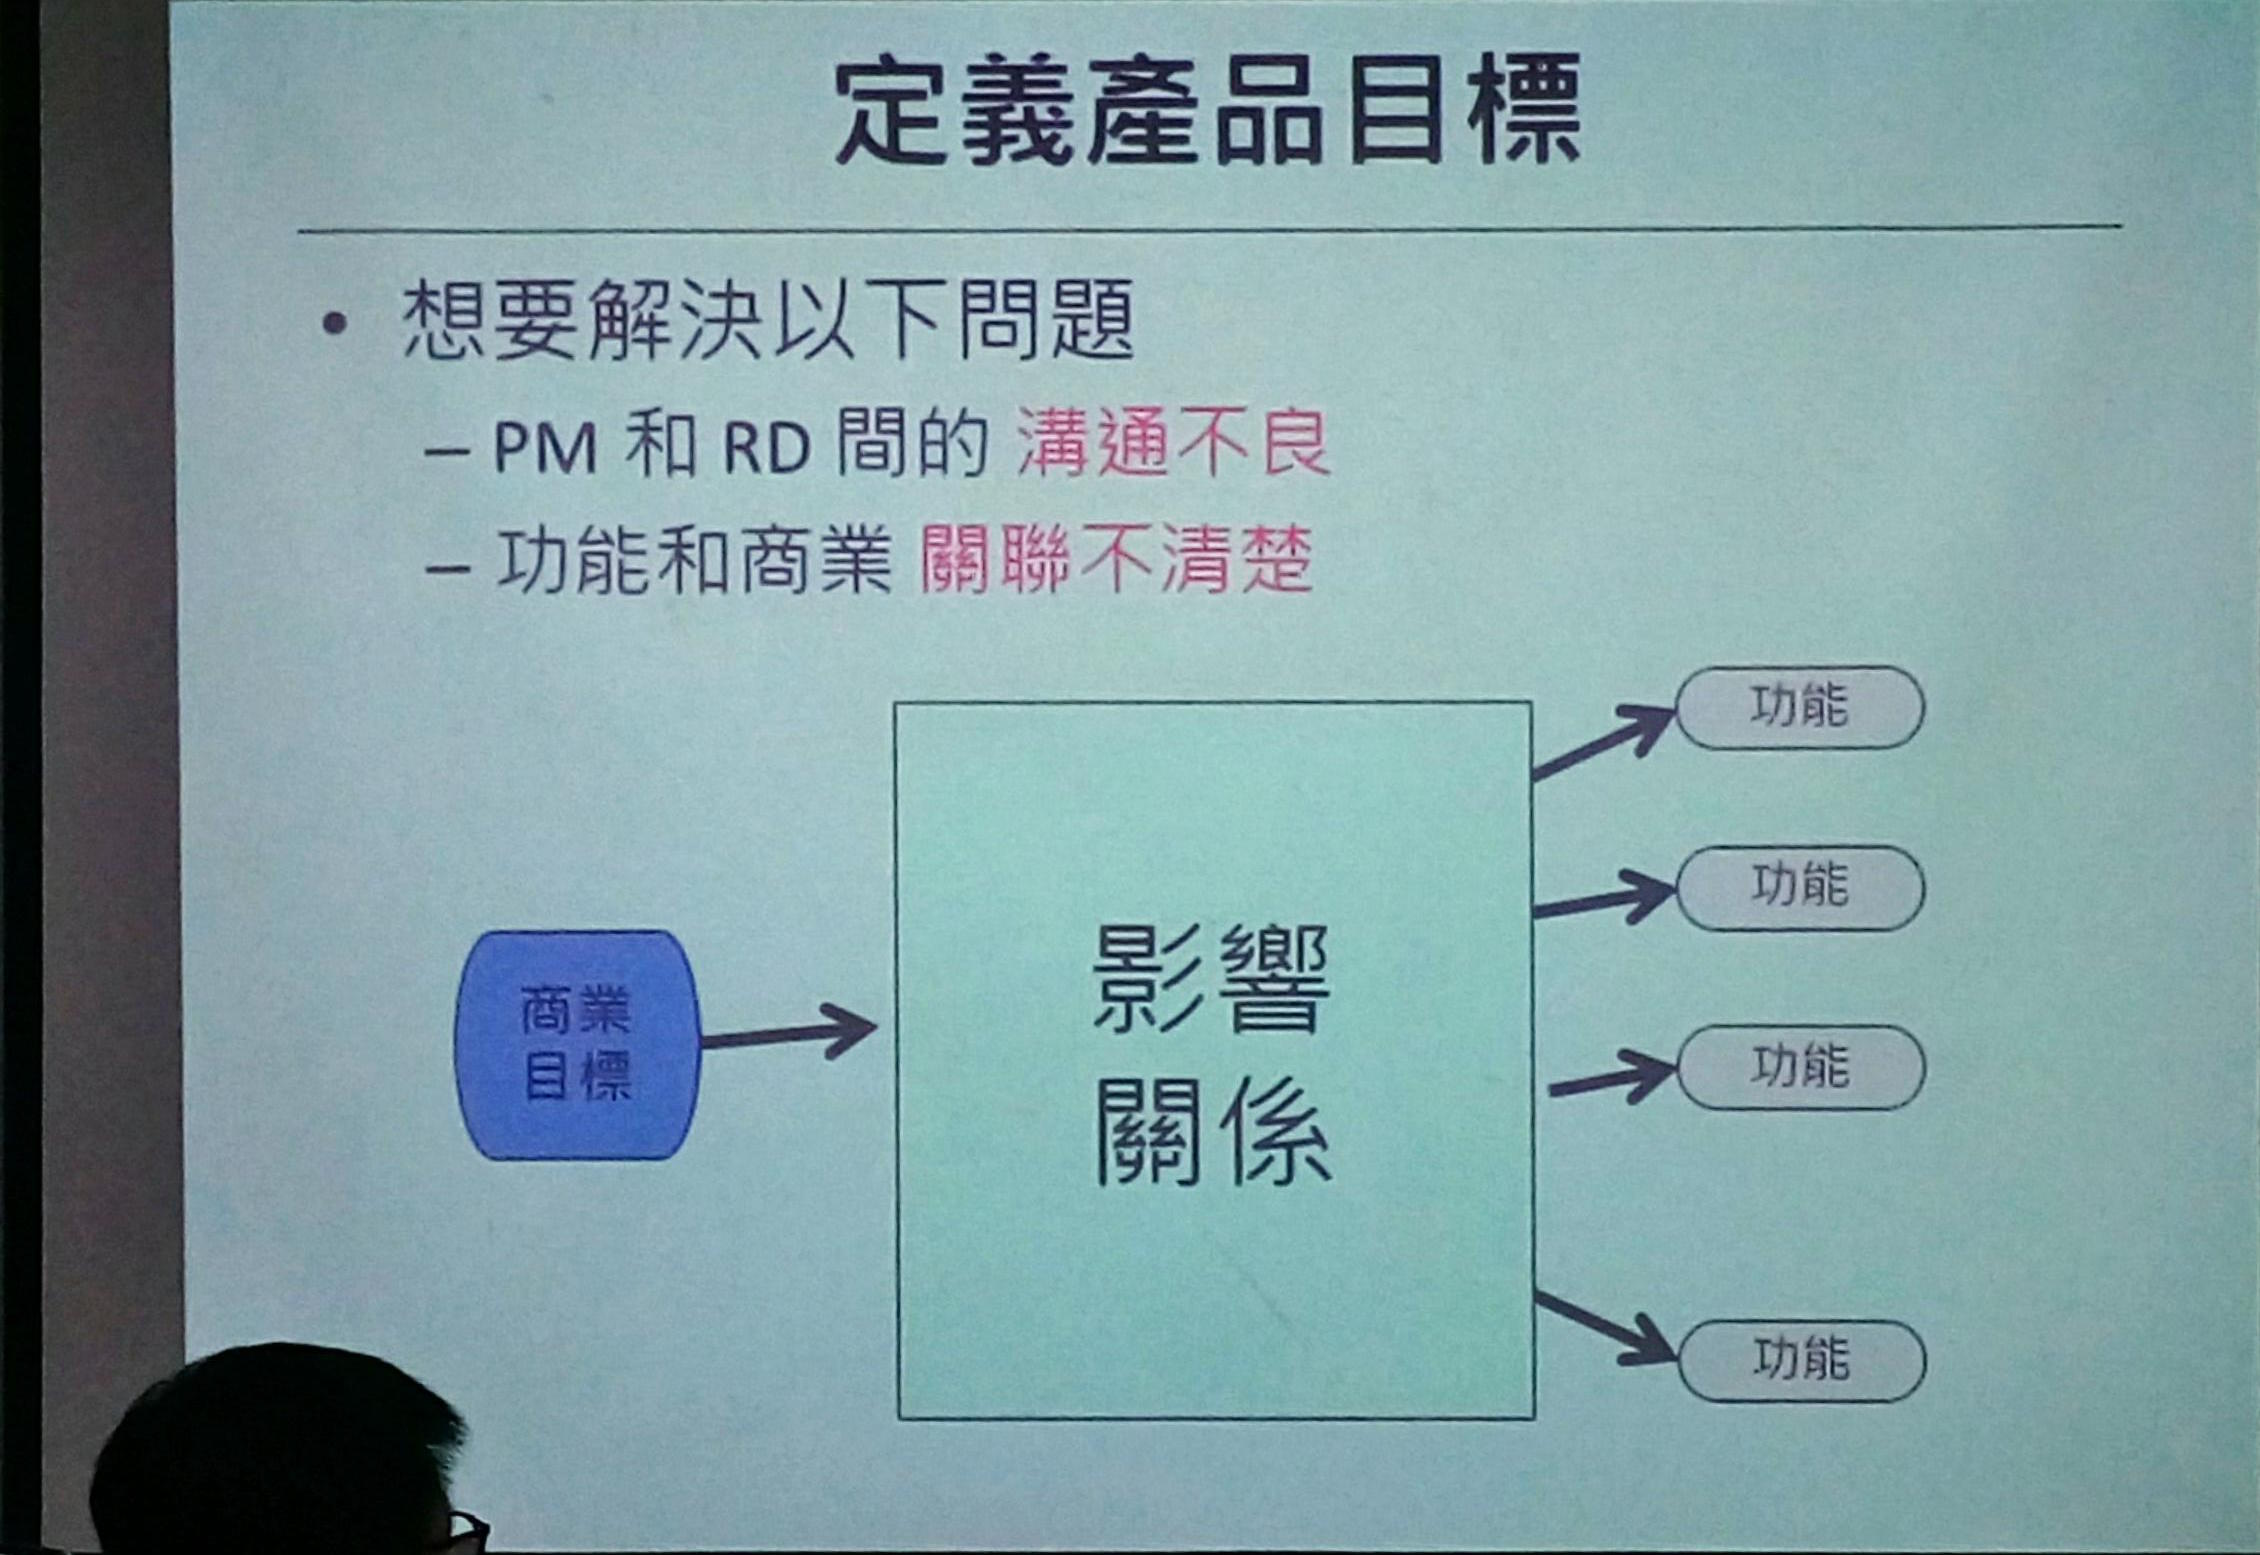 定義產品目標
• 想要解決以下問題
– PM 和 RD 間的 溝通不良
– 功能和商業 關聯不清楚
商業
目標
影響
關係
功能
功能
功能
功能